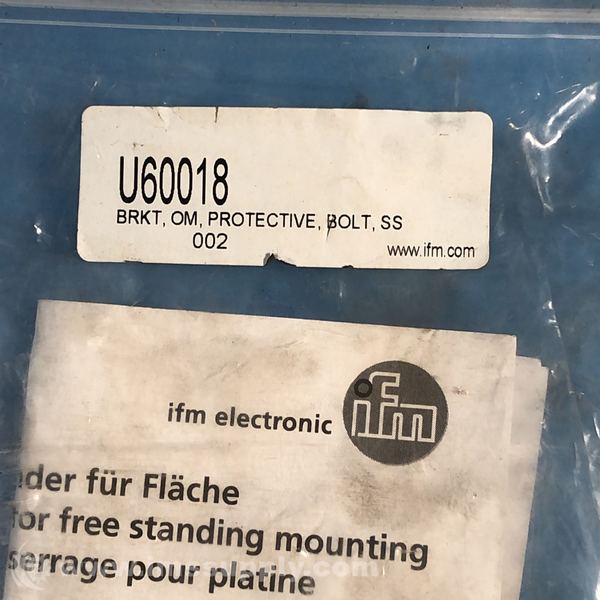 U60018
BRKT, OM, PROTECTIVE, BOLT, SS
002
www.ifm.com
ifm electronic
ifm
für Fläche
for free standing mounting
serrage pour platine